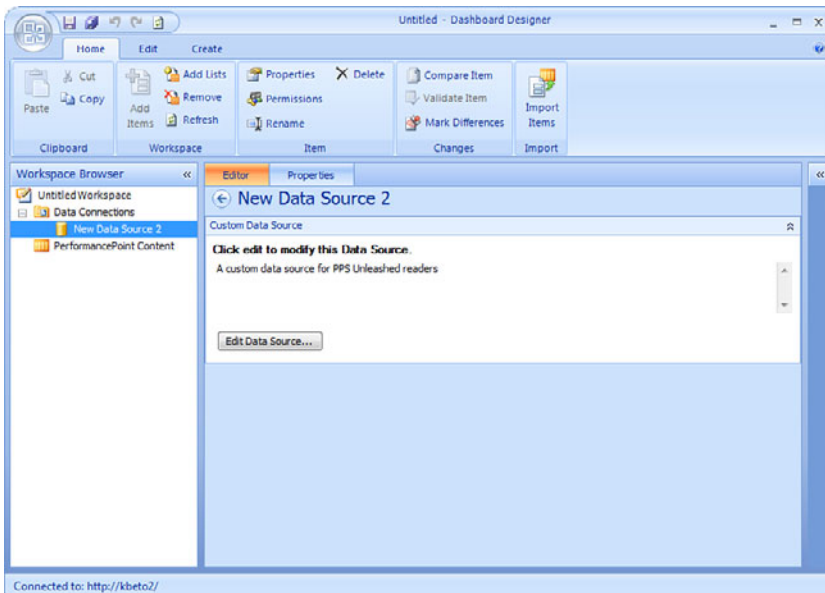 Untitled - Dashboard Designer
Home Edit Create
Paste
Cut
Copy
Clipboard
Add Items
Add Lists
Remove
Refresh
Workspace
Properties
Delete
Permissions
Rename
Item
Compare Item
Validate Item
Mark Differences
Changes
Import Items
Import
Workspace Browser
Untitled Workspace
Data Connections
New Data Source 2
PerformancePoint Content
Editor Properties
New Data Source 2
Custom Data Source
Click edit to modify this Data Source.
A custom data source for PPS Unleashed readers
Edit Data Source...
Connected to: http://kbeto2/